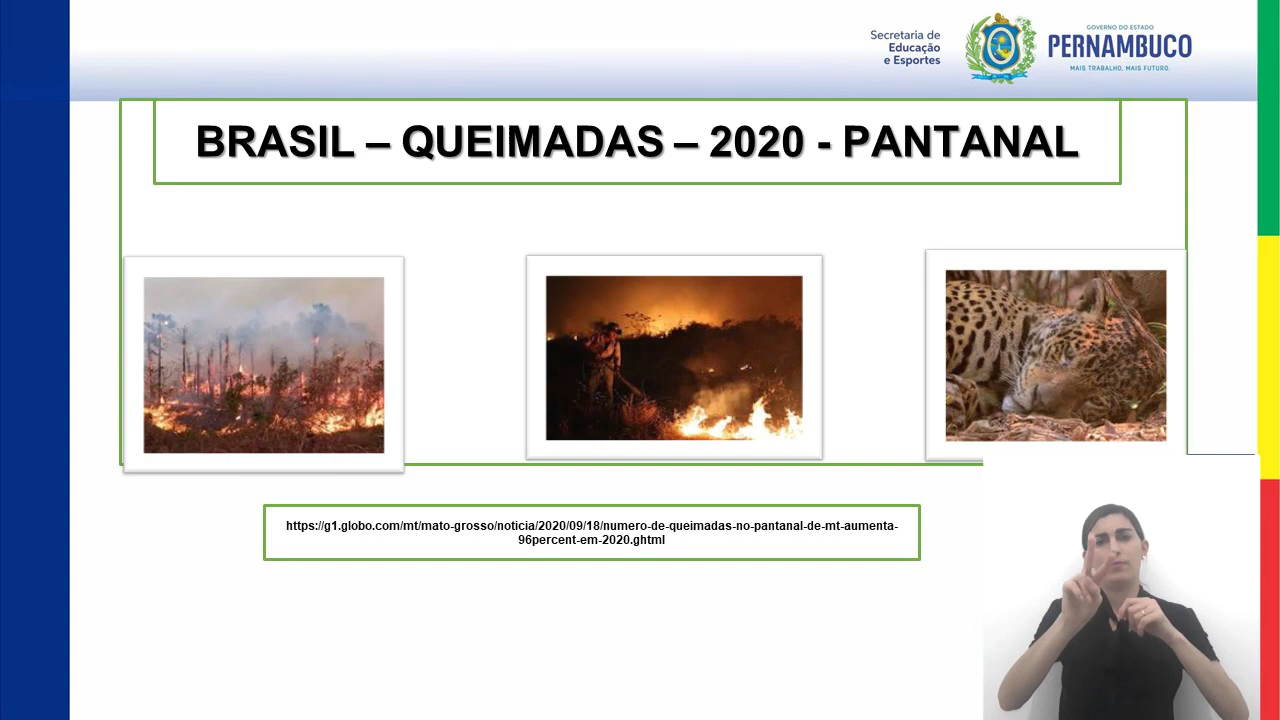 Secretaria de
Educação
e Esportes
GOVERNO DO ESTADO
PERNAMBUCO
MAIS TRABALHO, MAIS FUTURO.
BRASIL – QUEIMADAS – 2020 - PANTANAL
https://g1.globo.com/mt/mato-grosso/noticia/2020/09/18/numero-de-queimadas-no-pantanal-de-mt-aumenta-
96percent-em-2020.ghtml